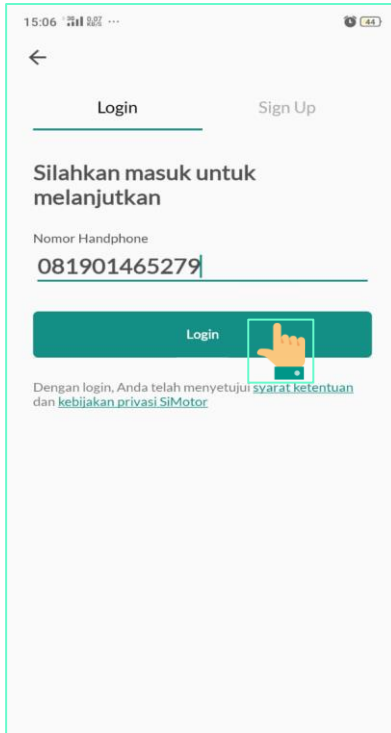 15:06 ...
44
Login Sign Up
Silahkan masuk untuk
melanjutkan
Nomor Handphone
081901465279
Login
Dengan login, Anda telah menyetujui syarat ketentuan
dan kebijakan privasi SiMotor